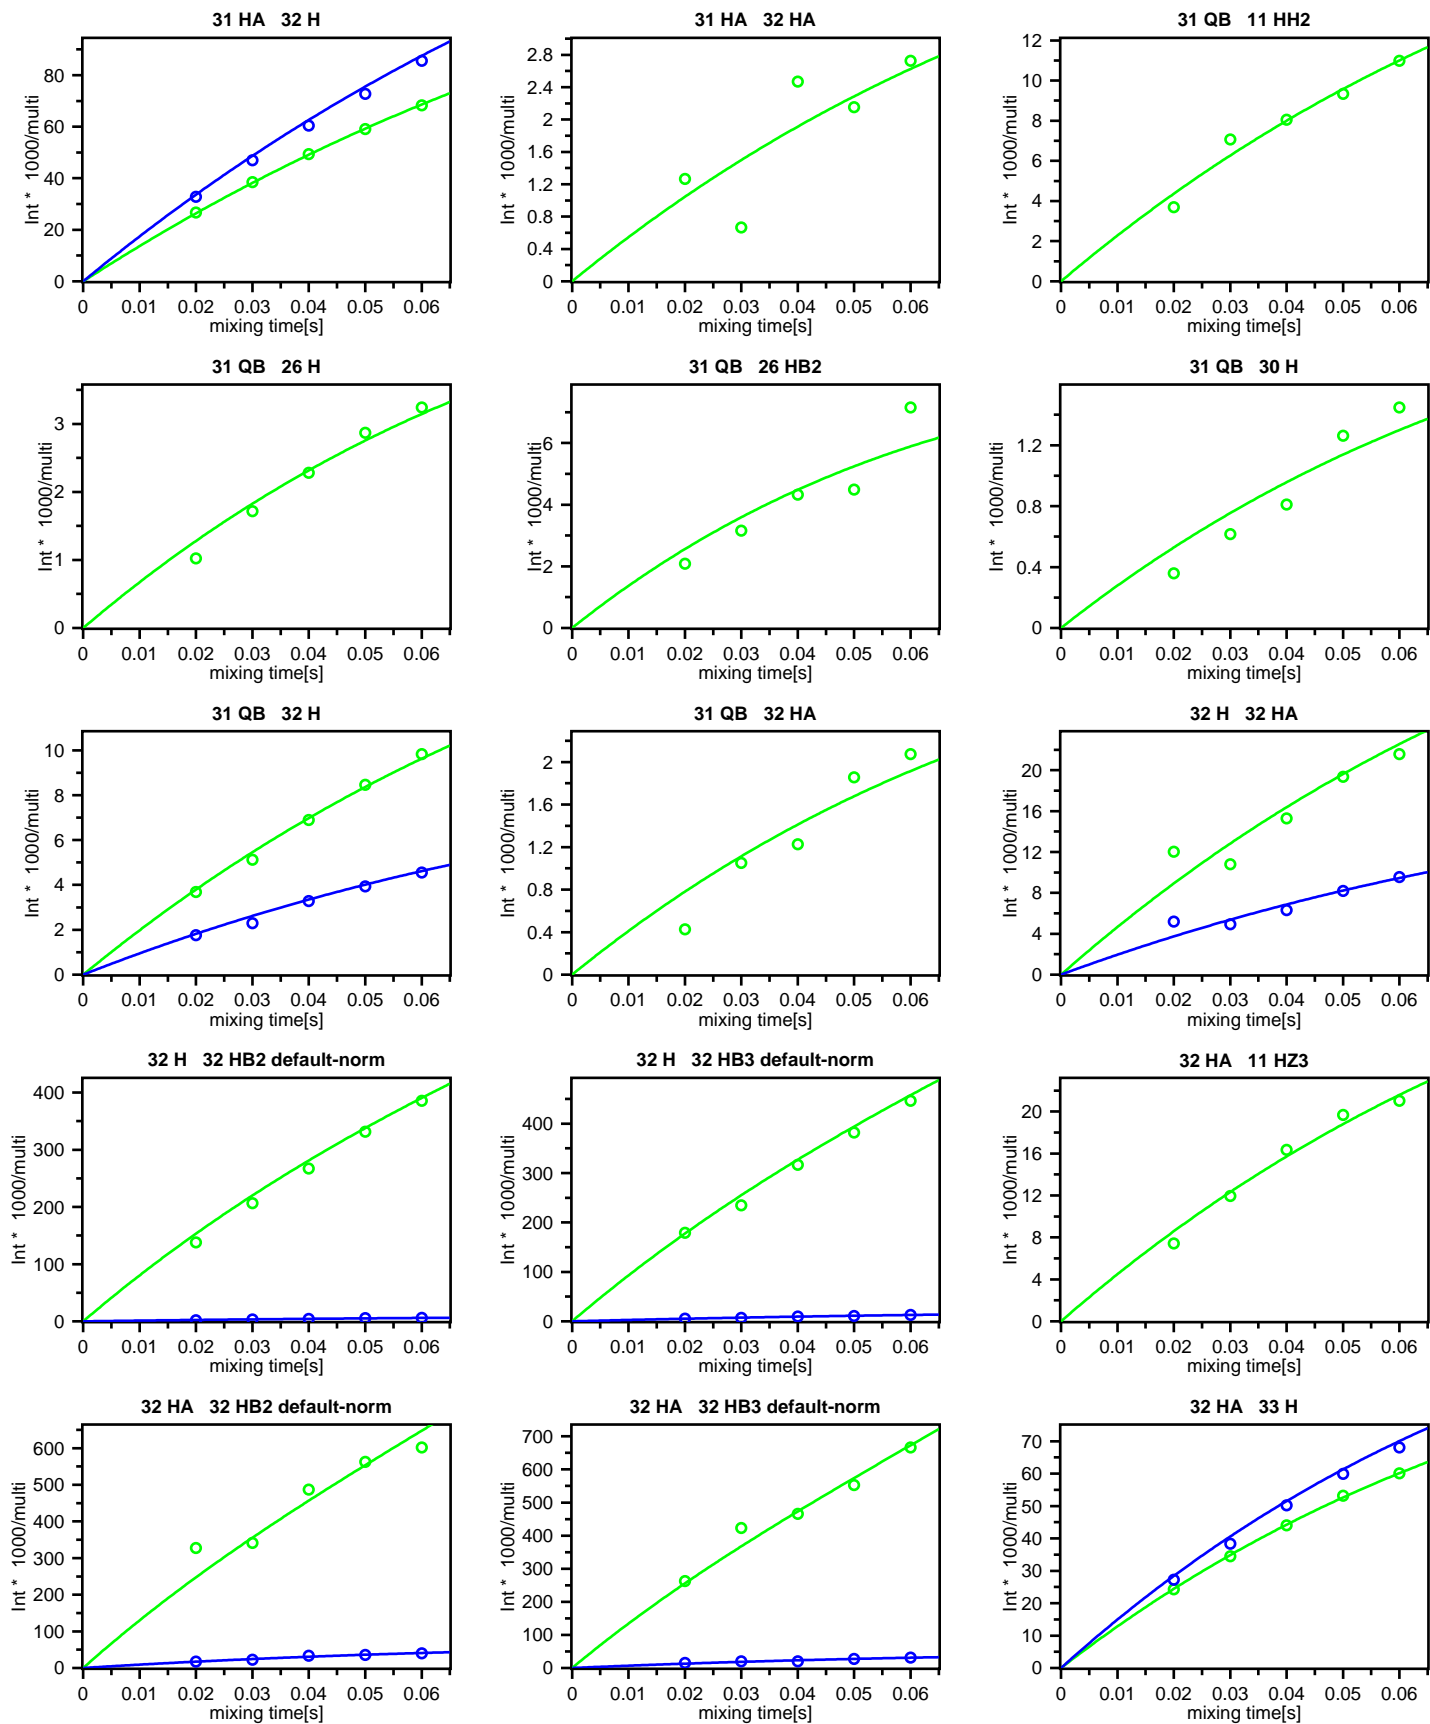 31 HA 32 H
31 HA 32 HA
31 QB 11 HH2
80
60
40
20
0
Int * 1000/multi
0 0.01 0.02 0.03 0.04 0.05 0.06
mixing time[s]
2.8
2.4
2
1.6
1.2
0.8
0.4
0
Int * 1000/multi
0 0.01 0.02 0.03 0.04 0.05 0.06
mixing time[s]
12
10
8
6
4
2
0
Int * 1000/multi
0 0.01 0.02 0.03 0.04 0.05 0.06
mixing time[s]
31 QB 26 H
31 QB 26 HB2
31 QB 30 H
3
2
1
0
Int * 1000/multi
0 0.01 0.02 0.03 0.04 0.05 0.06
mixing time[s]
6
4
2
0
Int * 1000/multi
0 0.01 0.02 0.03 0.04 0.05 0.06
mixing time[s]
1.2
0.8
0.4
0
Int * 1000/multi
0 0.01 0.02 0.03 0.04 0.05 0.06
mixing time[s]
31 QB 32 H
31 QB 32 HA
32 H 32 HA
10
8
6
4
2
0
Int * 1000/multi
0 0.01 0.02 0.03 0.04 0.05 0.06
mixing time[s]
2
1.6
1.2
0.8
0.4
0
Int * 1000/multi
0 0.01 0.02 0.03 0.04 0.05 0.06
mixing time[s]
20
16
12
8
4
0
Int * 1000/multi
0 0.01 0.02 0.03 0.04 0.05 0.06
mixing time[s]
32 H 32 HB2 default-norm
32 H 32 HB3 default-norm
32 HA 11 HZ3
400
300
200
100
0
Int * 1000/multi
0 0.01 0.02 0.03 0.04 0.05 0.06
mixing time[s]
400
300
200
100
0
Int * 1000/multi
0 0.01 0.02 0.03 0.04 0.05 0.06
mixing time[s]
20
16
12
8
4
0
Int * 1000/multi
0 0.01 0.02 0.03 0.04 0.05 0.06
mixing time[s]
32 HA 32 HB2 default-norm
32 HA 32 HB3 default-norm
32 HA 33 H
600
500
400
300
200
100
0
Int * 1000/multi
0 0.01 0.02 0.03 0.04 0.05 0.06
mixing time[s]
700
600
500
400
300
200
100
0
Int * 1000/multi
0 0.01 0.02 0.03 0.04 0.05 0.06
mixing time[s]
70
60
50
40
30
20
10
0
Int * 1000/multi
0 0.01 0.02 0.03 0.04 0.05 0.06
mixing time[s]